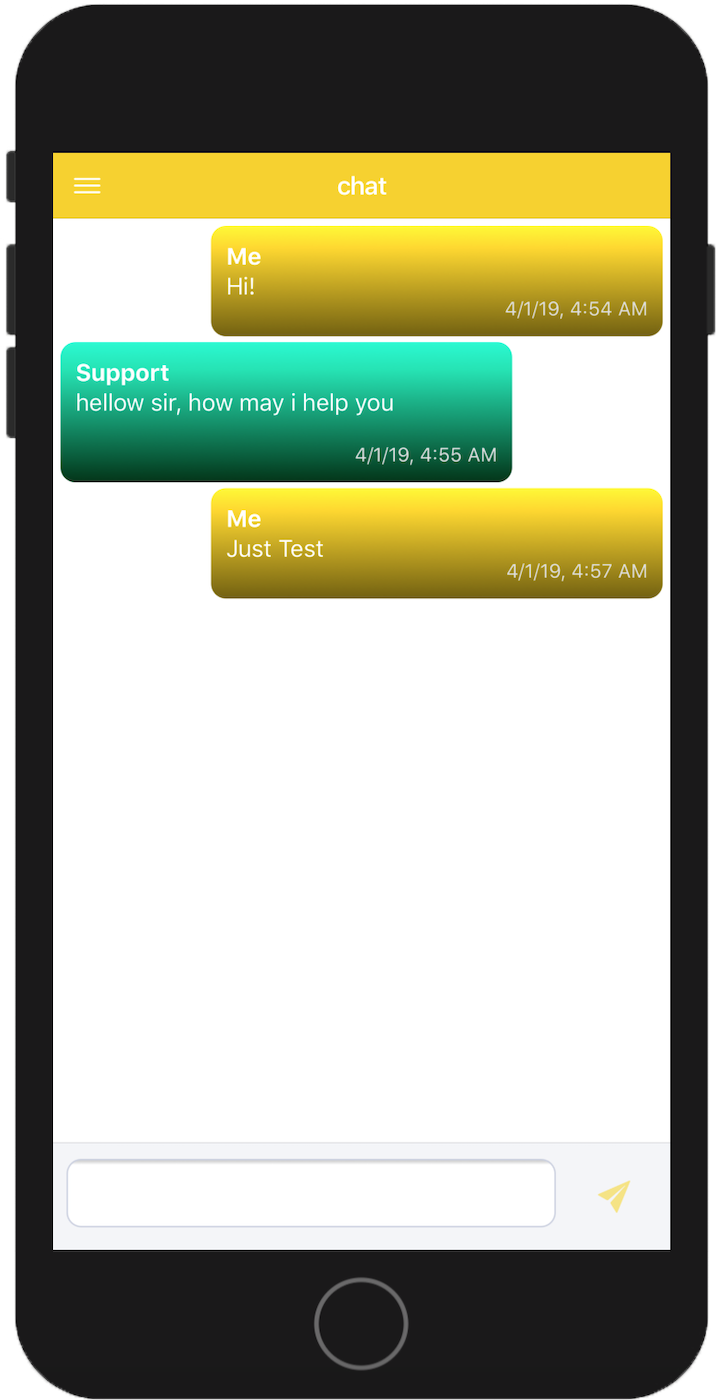 chat
Me
Hi!
4/1/19, 4:54 AM
Support
hellow sir, how may i help you
4/1/19, 4:55 AM
Me
Just Test
4/1/19, 4:57 AM